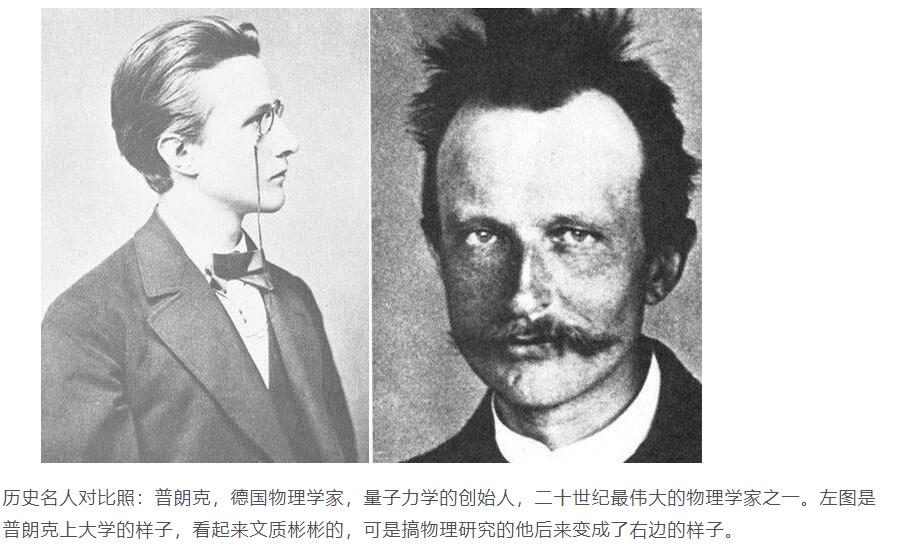 历史名人对比照：普朗克，德国物理学家，量子力学的创始人，二十世纪最伟大的物理学家之一。左图是
普朗克上大学的样子，看起来文质彬彬的，可是搞物理研究的他后来变成了右边的样子。